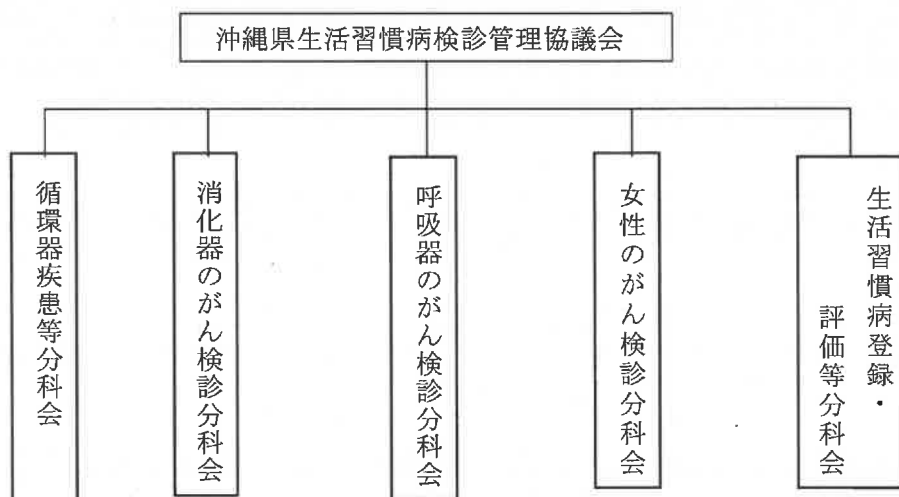 沖縄県生活習慣病検診管理協議会
循環器疾患等分科会
消化器のがん検診分科会
呼吸器のがん検診分科会
女性のがん検診分科会
生活習慣病登録・
評価等分科会